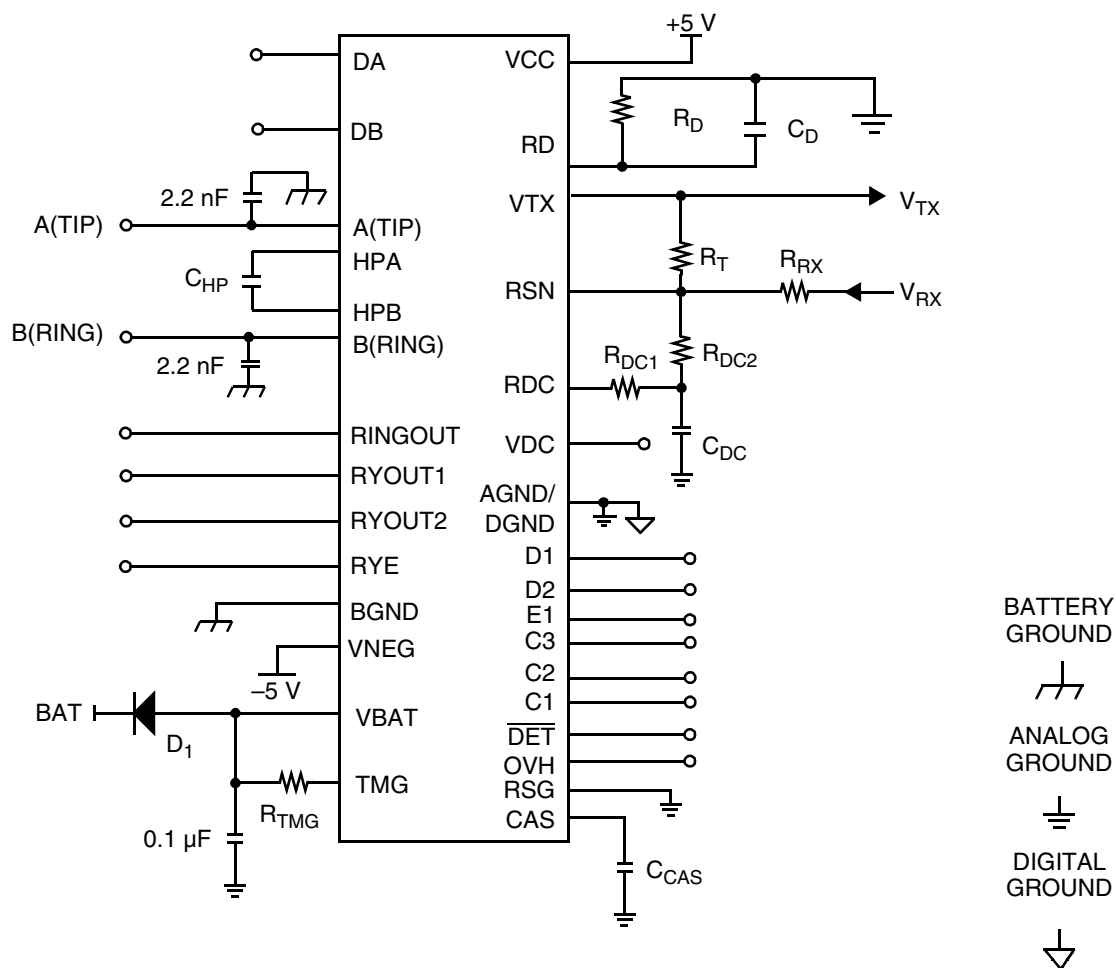 +5 V
DA
VCC
R_D
C_D
DB
RD
2.2 nF
VTX
V_TX
A(TIP)
A(TIP)
HPA
R_T
R_RX
C_HP
RSN
V_RX
HPB
B(RING)
B(RING)
2.2 nF
R_DC1
R_DC2
RDC
RINGOUT
VDC
C_DC
RYOUT1
AGND/
DGND
RYOUT2
D1
RYE
D2
BGND
E1
C3
VNEG
–5 V
C2
C1
BAT
D_1
VBAT
DET
OVH
TMG
RSG
R_TMG
CAS
0.1 µF
C_CAS
BATTERY
GROUND
ANALOG
GROUND
DIGITAL
GROUND